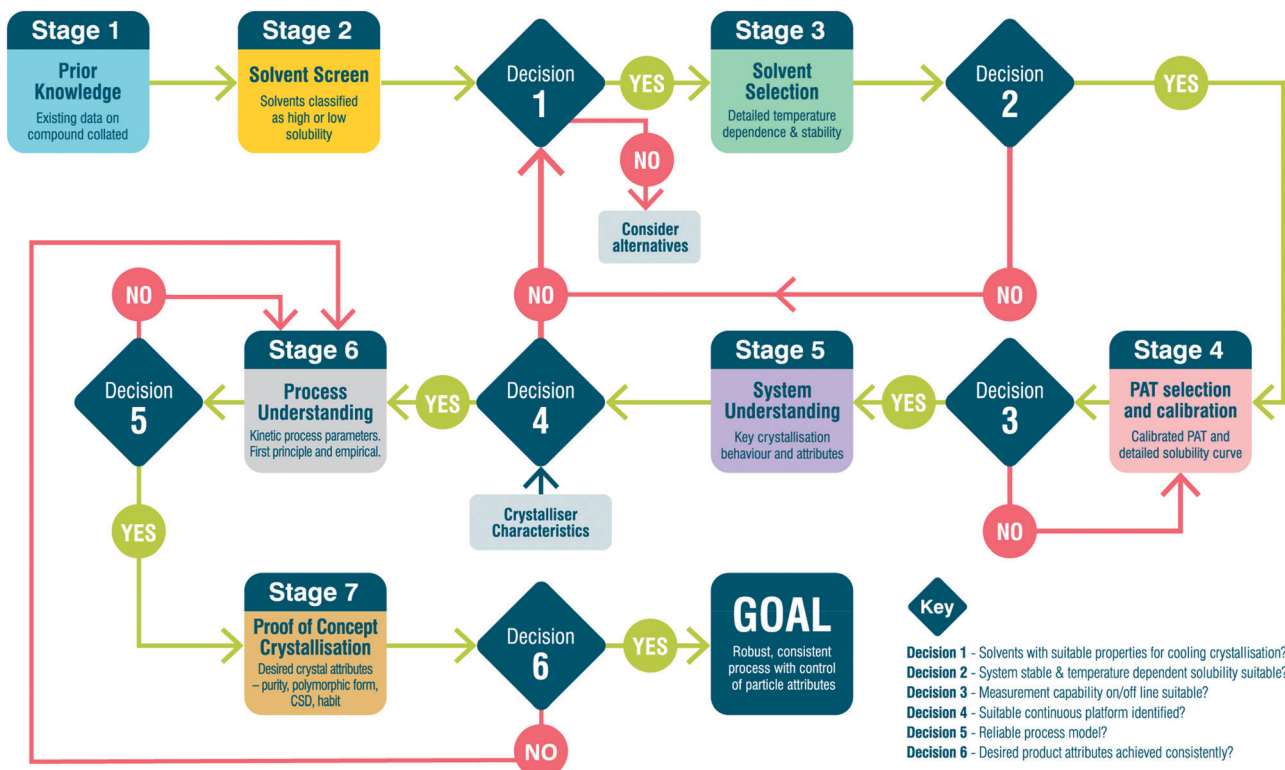 Stage 1
Prior
Knowledge
Existing data on
compound collated
Stage 2
Solvent Screen
Solvents classified
as high or low
solubility
Decision
1
YES
NO
Consider
alternatives
Stage 3
Solvent
Selection
Detailed temperature
dependence & stability
Decision
2
YES
NO
NO
Stage 4
PAT selection
and calibration
Calibrated PAT and
detailed solubility curve
Decision
3
YES
NO
Stage 5
System
Understanding
Key crystallisation
behaviour and attributes
Decision
4
YES
Crystalliser
Characteristics
Stage 6
Process
Understanding
Kinetic process parameters.
First principle and empirical.
Decision
5
NO
YES
Stage 7
Proof of Concept
Crystallisation
Desired crystal attributes
– purity, polymorphic form,
CSD, habit
Decision
6
YES
NO
GOAL
Robust, consistent
process with control
of particle attributes
Key
Decision 1 - Solvents with suitable properties for cooling crystallisation?
Decision 2 - System stable & temperature dependent solubility suitable?
Decision 3 - Measurement capability on/off line suitable?
Decision 4 - Suitable continuous platform identified?
Decision 5 - Reliable process model?
Decision 6 - Desired product attributes achieved consistently?